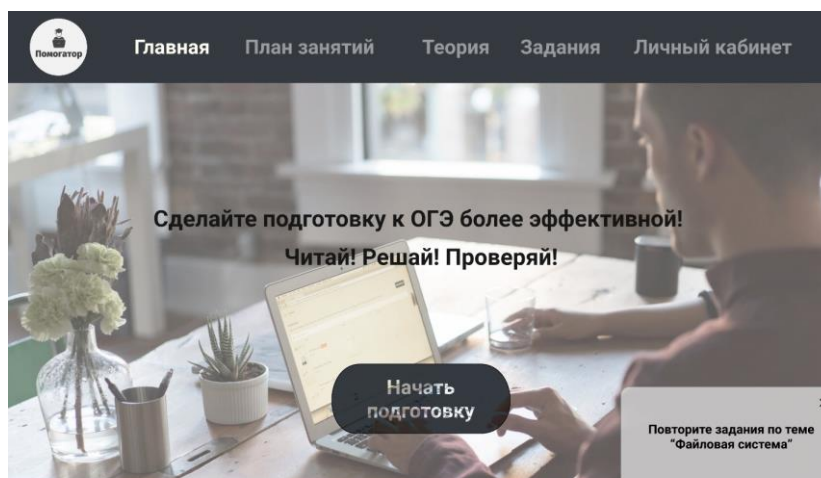 Помогатор
Главная План занятий Теория Задания Личный кабинет
Сделайте подготовку к ОГЭ более эффективной!
Читай! Решай! Проверяй!
Начать
подготовку
Повторите задания по теме
“Файловая система“